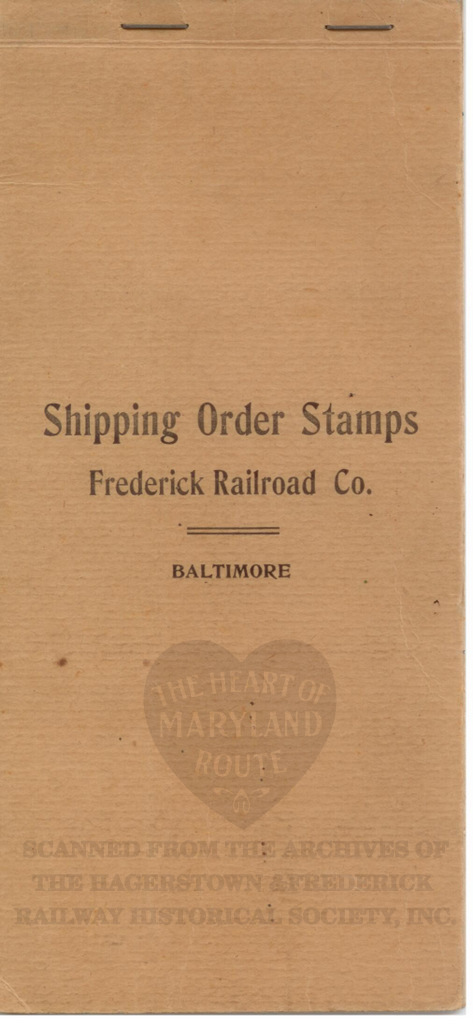 Shipping Order Stamps
Frederick Railroad Co.
BALTIMORE
THE HEART OF
MARYLAND
ROUTE
SCANNED FROM THE ARCHIVES OF
THE HAGERSTOWN & FREDERICK
RAILWAY HISTORICAL SOCIETY, INC.